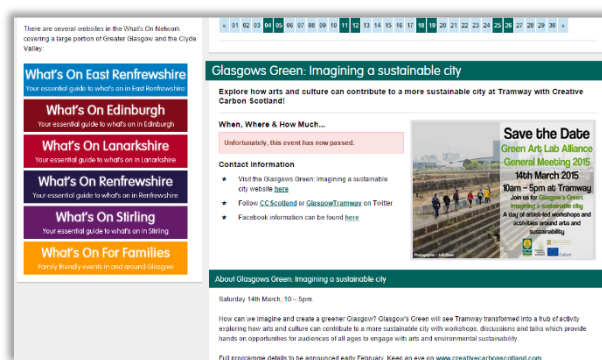 There are several websites in the What's On Network
covering a large portion of Greater Glasgow and the Clyde
Valley:
What's On East Renfrewshire
Your essential guide to what's on in East Renfrewshire
What's On Edinburgh
Your essential guide to what's on in Edinburgh
What's On Lanarkshire
Your essential guide to what's on in Lanarkshire
What's On Renfrewshire
Your essential guide to what's on in Renfrewshire
What's On Stirling
Your essential guide to what's on in Stirling
What's On For Families
Family friendly events in and around Glasgow
« 01 02 03 04 05 06 07 08 09 10 11 12 13 14 15 16 17 18 19 20 21 22 23 24 25 26 27 28 29 30 »
Glasgows Green: Imagining a sustainable city
Explore how arts and culture can contribute to a more sustainable city at Tramway with Creative
Carbon Scotland!
When, Where & How Much...
Unfortunately, this event has now passed.
Contact Information
★ Visit the Glasgows Green: Imagining a sustainable
city website here
★ Follow CCScotland or GlasgowTramway on Twitter
★ Facebook information can be found here
Save the Date
Green Art Lab Alliance
General Meeting 2015
14th March 2015
10am - 5pm at Tramway
Join us for Glasgow's Green:
Imagining a sustainable city
A day of artist-led workshops and
activities around arts and
sustainability
Culture
About Glasgows Green: Imagining a sustainable city
Saturday 14th March, 10 – 5pm.
How can we imagine and create a greener Glasgow? Glasgow's Green will see Tramway transformed into a hub of activity
exploring how arts and culture can contribute to a more sustainable city with workshops, discussions and talks which provide
hands on opportunities for audiences of all ages to engage with arts and environmental sustainability.
Full programme details to be announced early February. Keep an eye on www.creativecarbonscotland.com